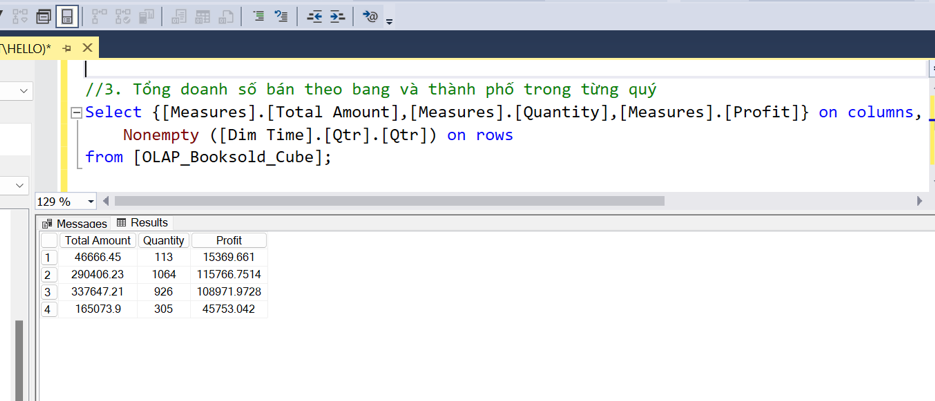 \HELLO)*
//3. Tổng doanh số bán theo bang và thành phố trong từng quý
Select {[Measures].[Total Amount],[Measures].[Quantity],[Measures].[Profit]} on columns,
Nonempty ([Dim Time].[Qtr].[Qtr]) on rows
from [OLAP_Booksold_Cube];
129 %
Messages Results
Total Amount Quantity Profit
1 46666.45 113 15369.661
2 290406.23 1064 115766.7514
3 337647.21 926 108971.9728
4 165073.9 305 45753.042